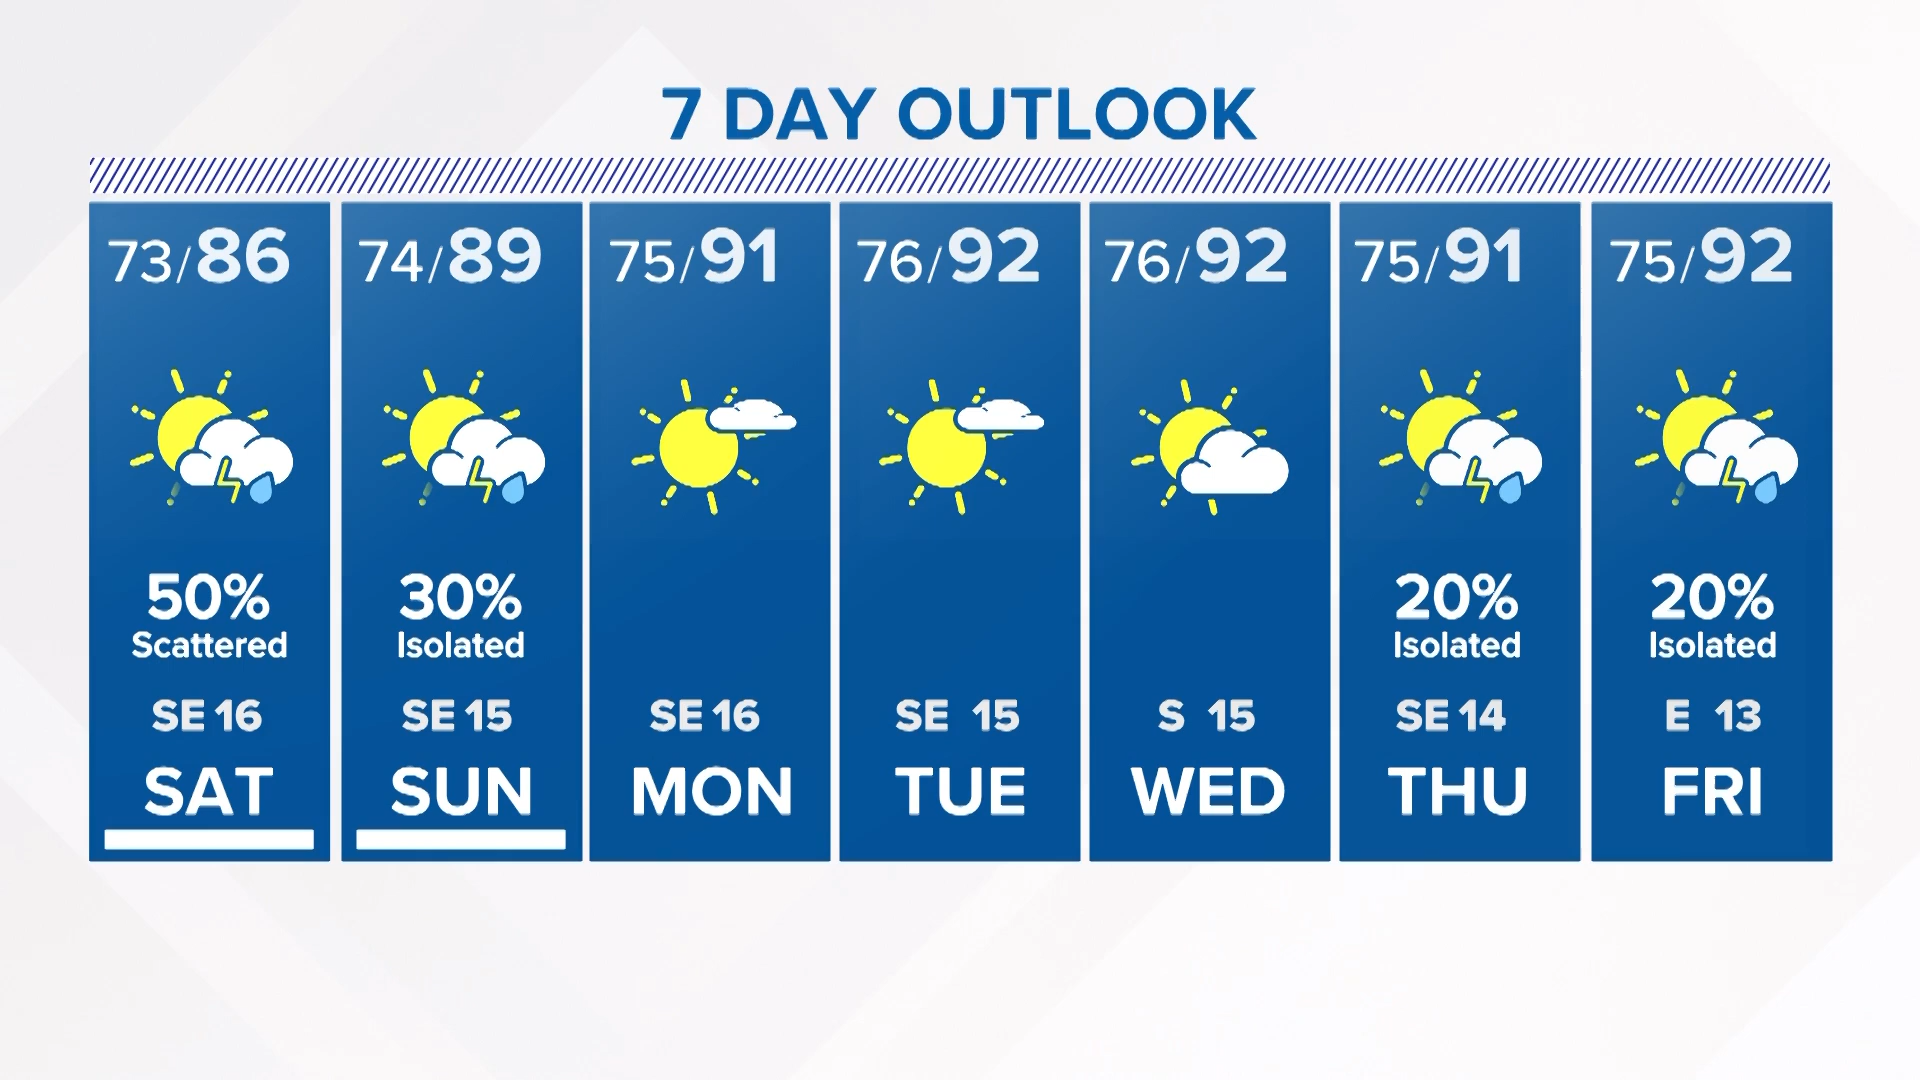 7 DAY OUTLOOK
73/86 74/89 75/91 76/92 76/92 75/91 75/92
50% 30% 20% 20%
Scattered Isolated Isolated Isolated
SE 16 SE 15 SE 16 SE 15 S 15 SE 14 E 13
SAT SUN MON TUE WED THU FRI